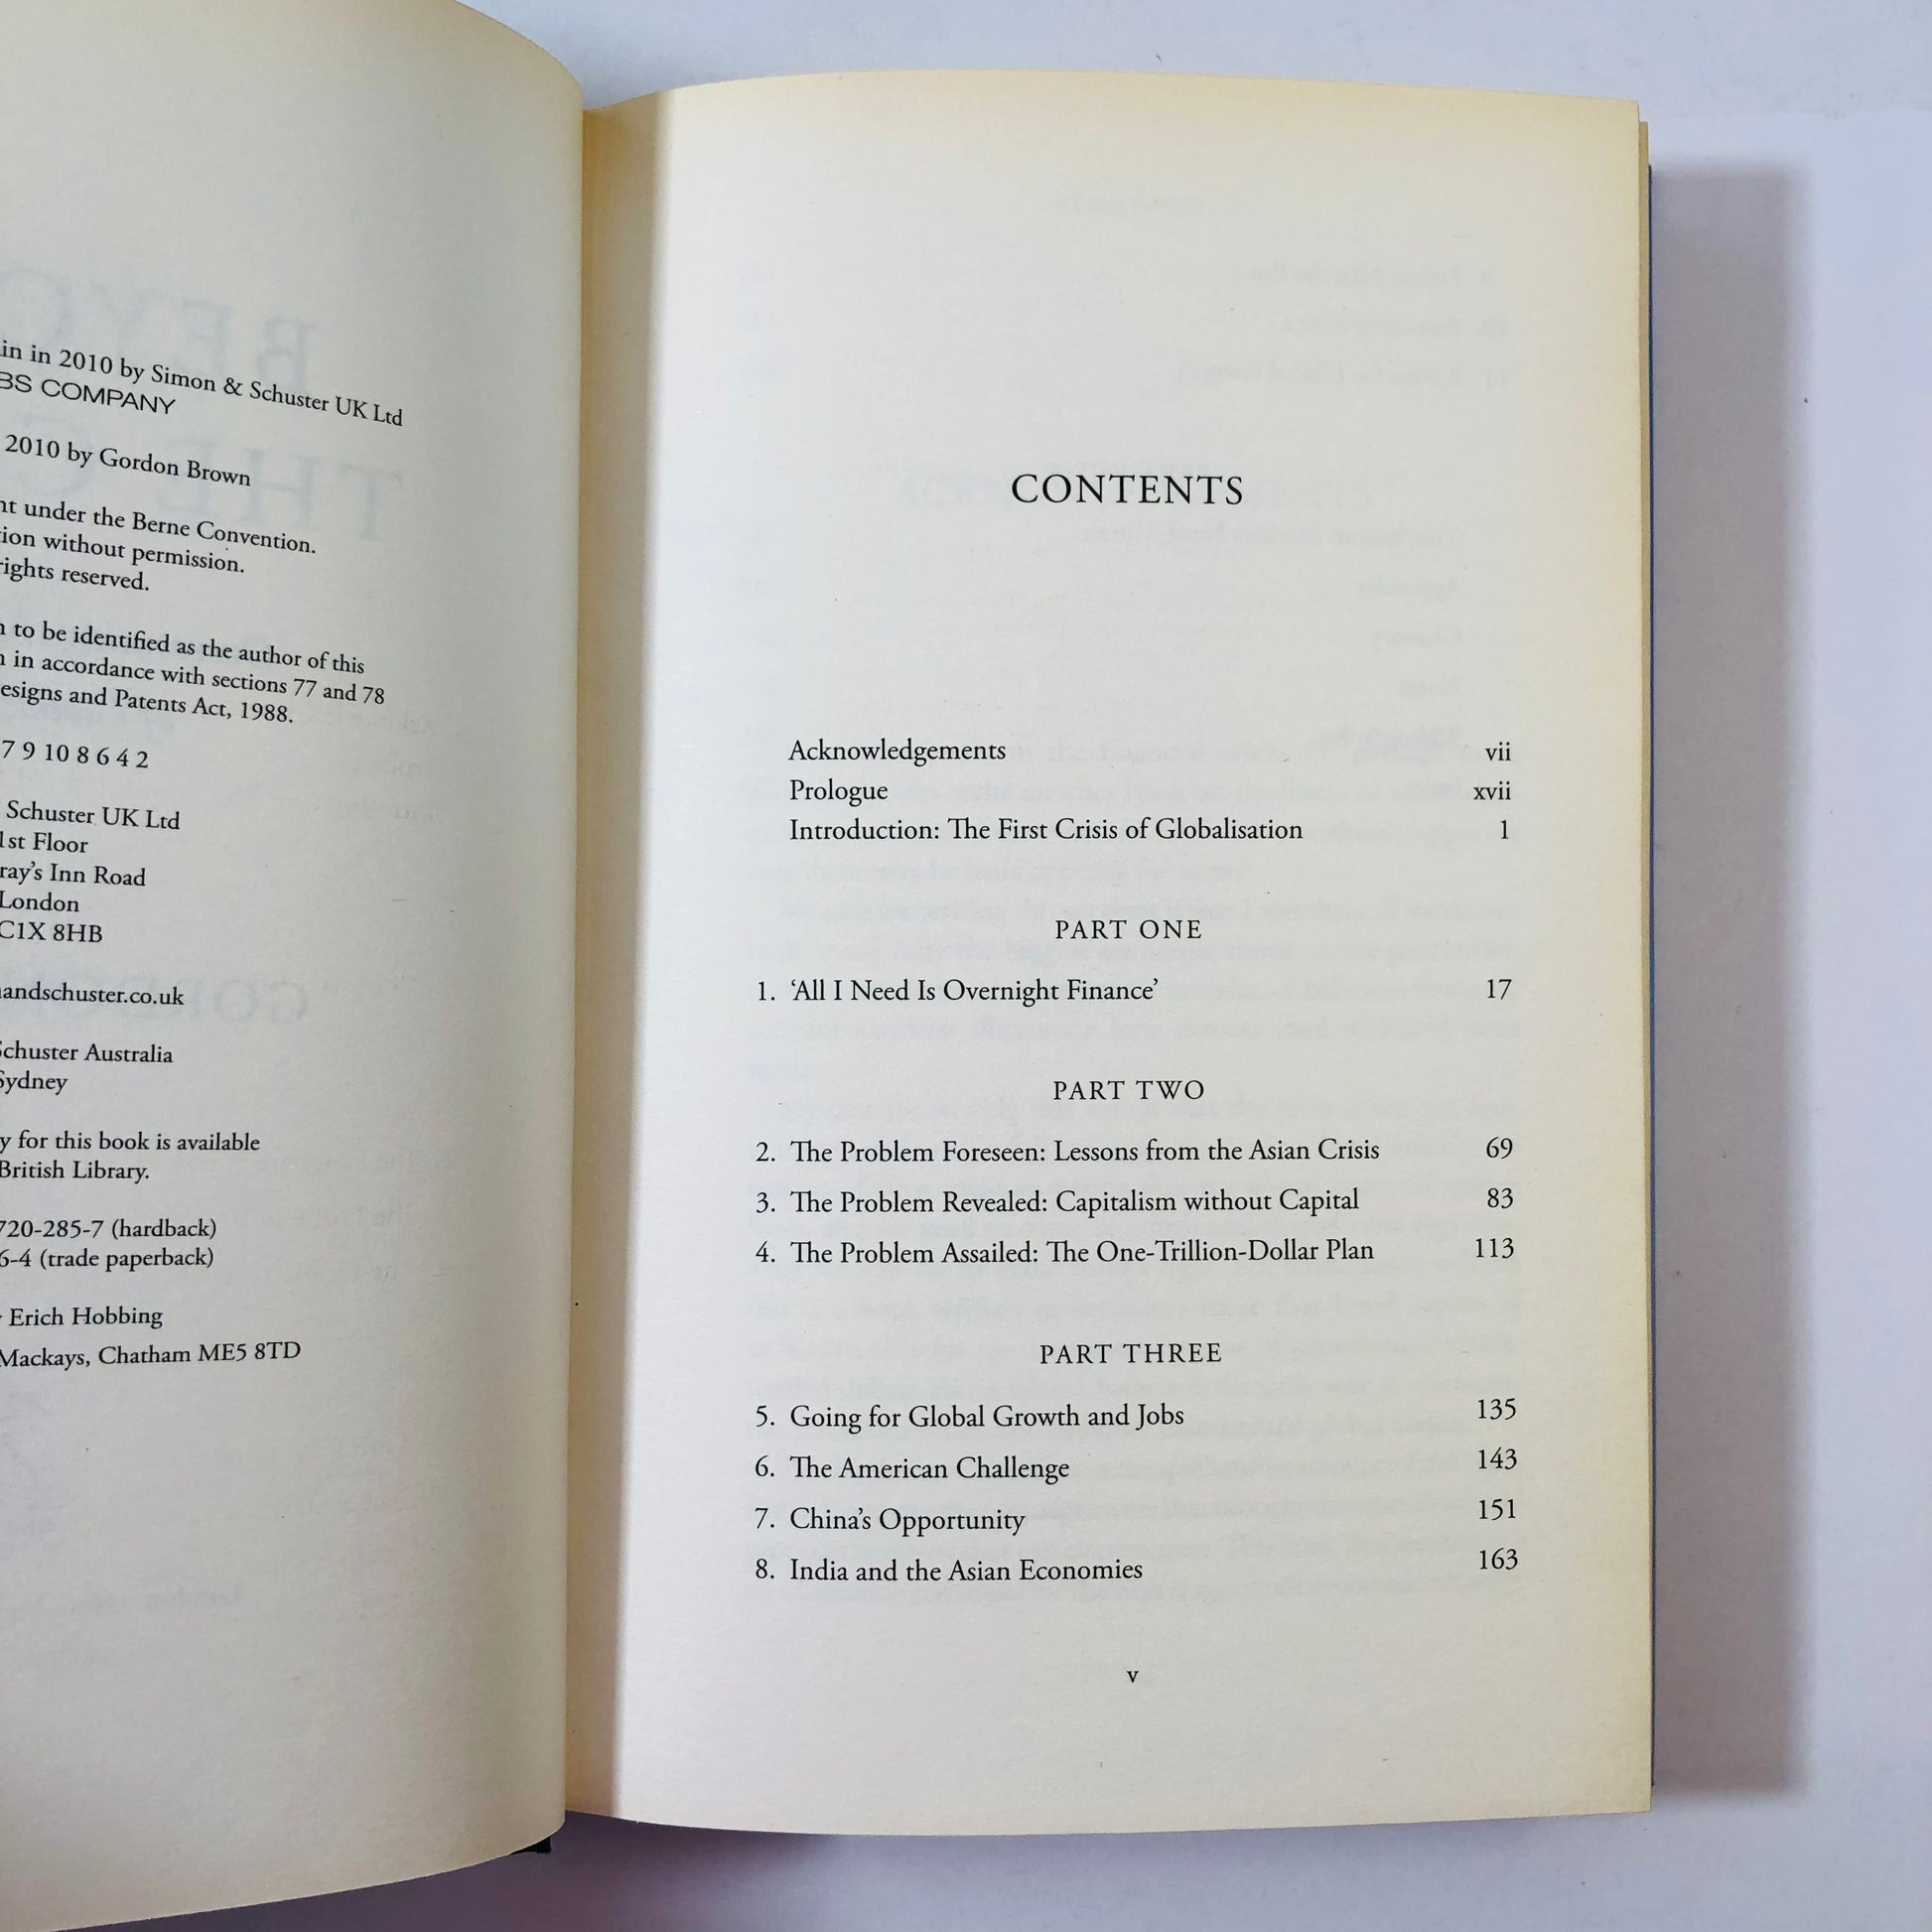 in in 2010 by Simon & Schuster UK Ltd
BS COMPANY
2010 by Gordon Brown
under the Berne Convention.
without permission.
rights reserved.
to be identified as the author of this
in accordance with sections 77 and 78
esigns and Patents Act, 1988.
7 9 10 8 6 4 2
Schuster UK Ltd
1st Floor
ray's Inn Road
London
C1X 8HB
andschuster.co.uk
Schuster Australia
Sydney
y for this book is available
British Library.
720-285-7 (hardback)
6-4 (trade paperback)
Erich Hobbing
Mackays, Chatham ME5 8TD
CONTENTS
Acknowledgements vii
Prologue xvii
Introduction: The First Crisis of Globalisation 1
PART ONE
1. ‘All I Need Is Overnight Finance’ 17
PART TWO
2. The Problem Foreseen: Lessons from the Asian Crisis 69
3. The Problem Revealed: Capitalism without Capital 83
4. The Problem Assailed: The One-Trillion-Dollar Plan 113
PART THREE
5. Going for Global Growth and Jobs 135
6. The American Challenge 143
7. China's Opportunity 151
8. India and the Asian Economies 163
v